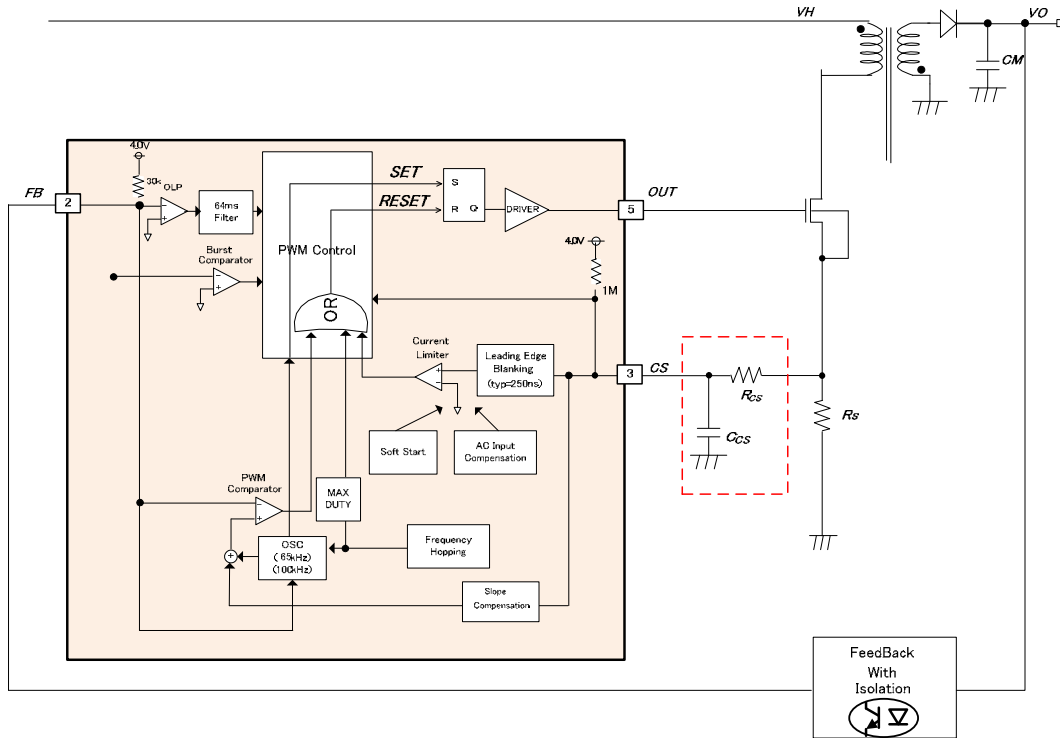 VH
VO
CM
4.0V
30k
OLP
FB
2
64ms
Filter
SET
RESET
S
R Q
DRIVER
5
OUT
Burst
Comparator
PWM Control
4.0V
1M
OR
Current
Limiter
Leading Edge
Blanking
(typ=250ns)
3
CS
RCS
CCS
RS
Soft Start
AC Input
Compensation
PWM
Comparator
MAX
DUTY
OSC
( 65kHz)
(100kHz)
Frequency
Hopping
Slope
Compensation
FeedBack
With
Isolation